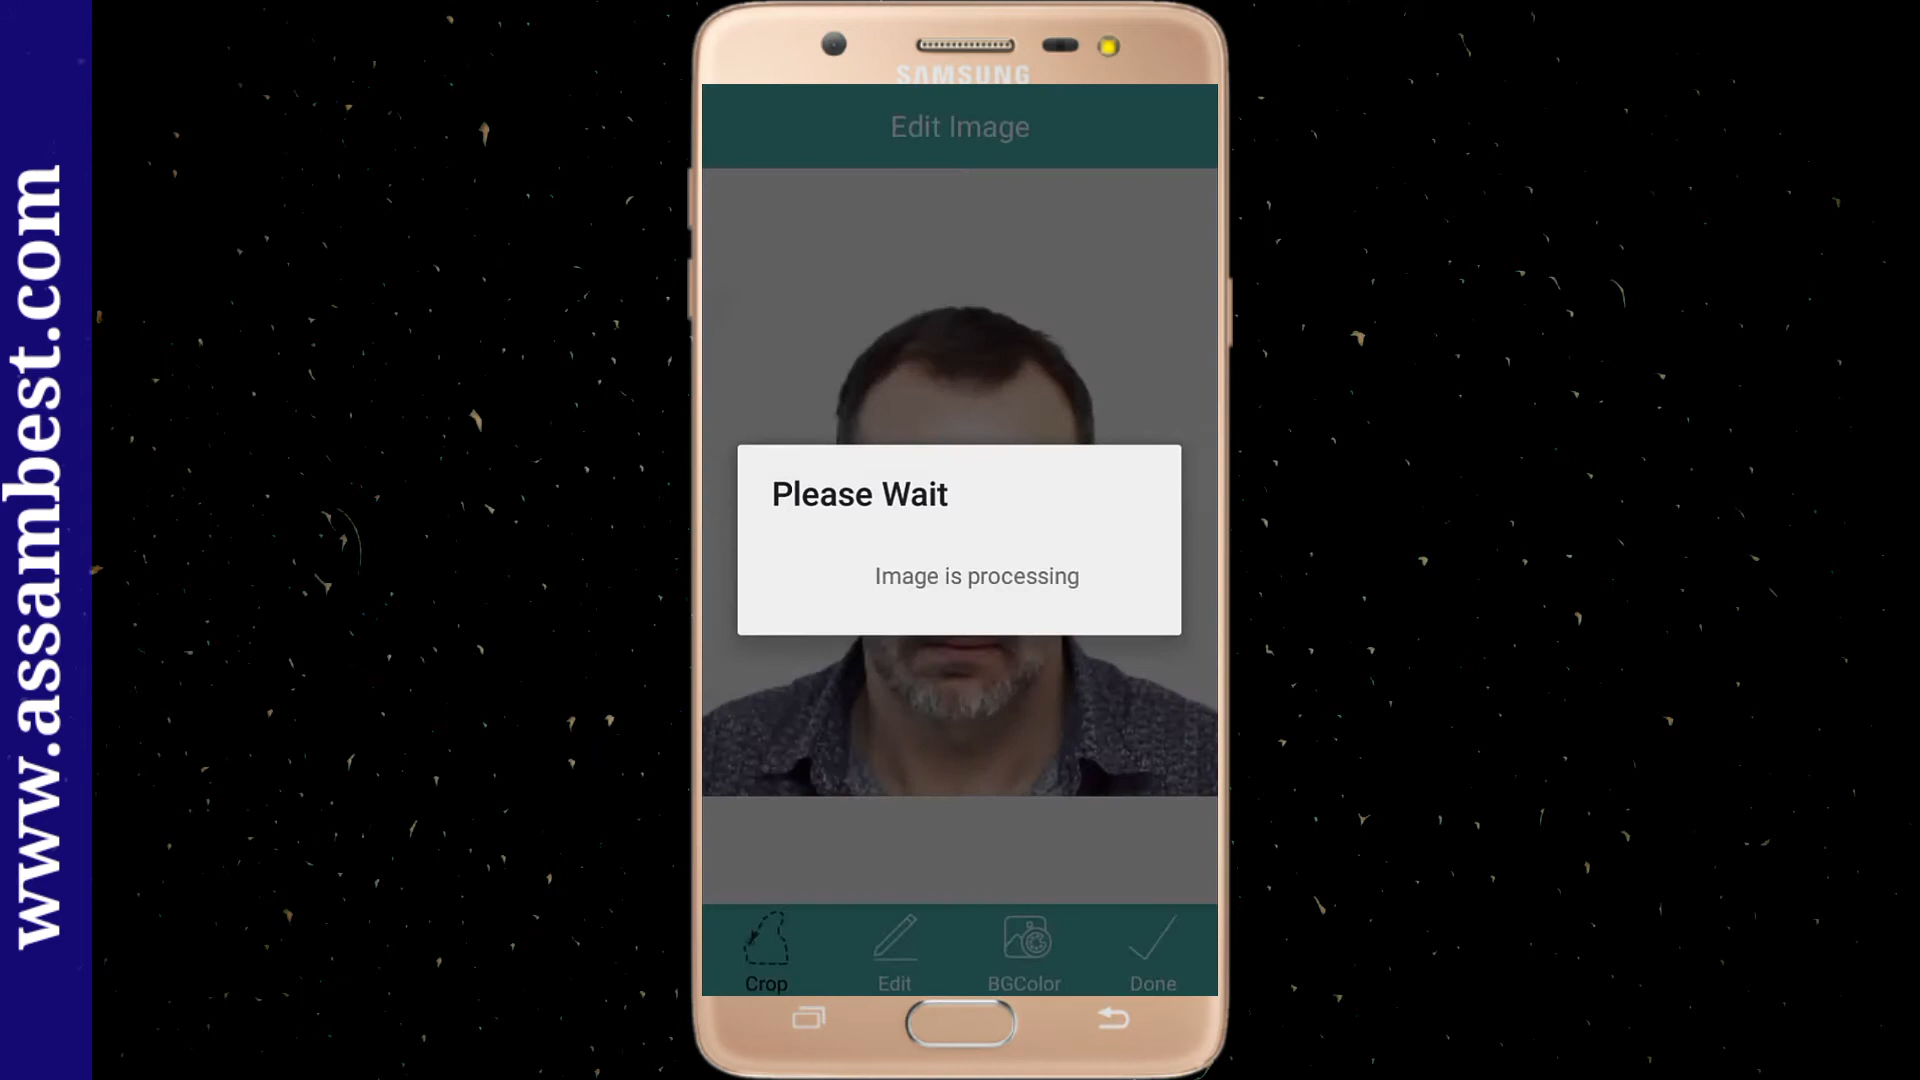 www.assambest.com
SAMSUNG
Edit Image
Please Wait
Image is processing
Crop
Edit
BGColor
Done